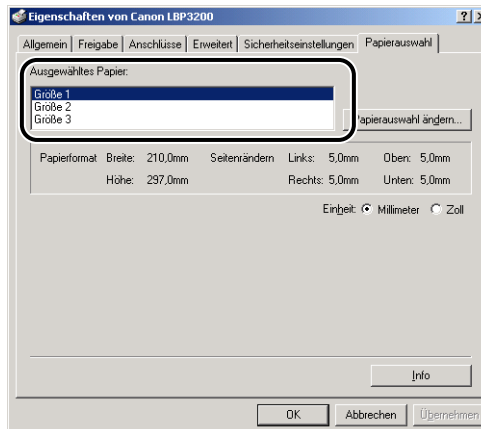 Eigenschaften von Canon LBP3200
Allgemein Freigabe Anschlüsse Erweitert Sicherheitseinstellungen Papierauswahl
Ausgewähltes Papier:
Größe 1
Größe 2
Größe 3
Papierauswahl ändern...
Papierformat Breite: 210,0mm Seitenrändern Links: 5,0mm Oben: 5,0mm
Höhe: 297,0mm Rechts: 5,0mm Unten: 5,0mm
Einheit: Millimeter Zoll
Info
OK Abbrechen Übernehmen